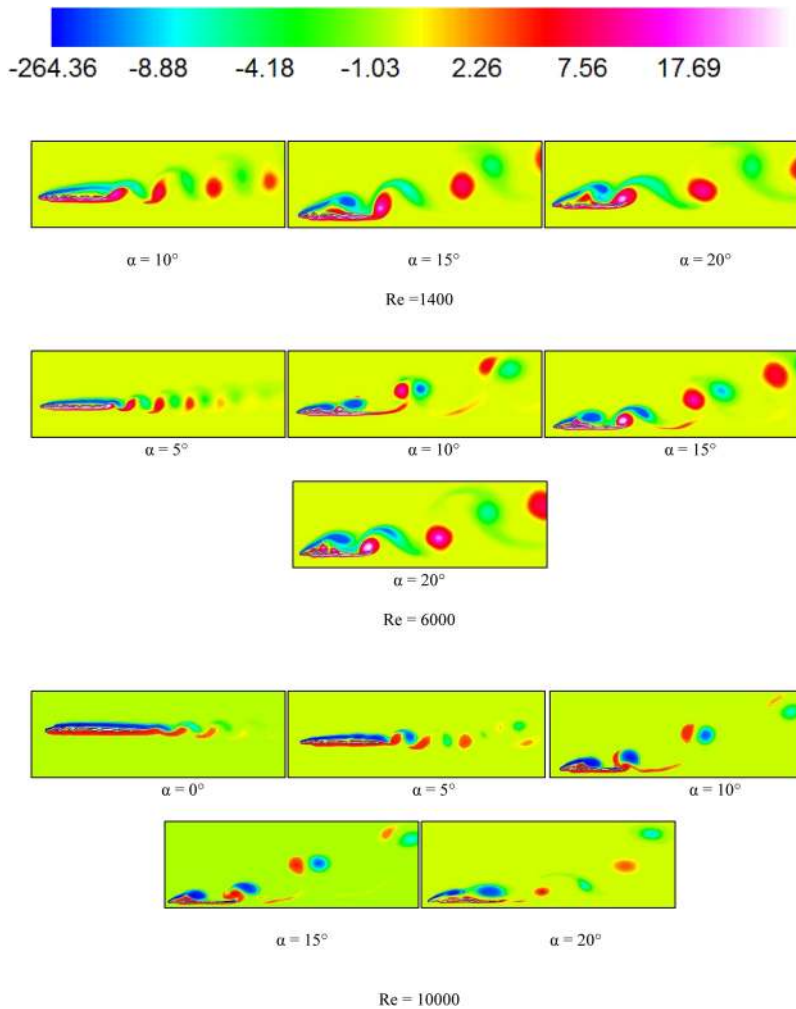 -264.36 -8.88 -4.18 -1.03 2.26 7.56 17.69
α = 10° α = 15° α = 20°
Re =1400
α = 5° α = 10° α = 15°
α = 20°
Re = 6000
α = 0° α = 5° α = 10°
α = 15° α = 20°
Re = 10000